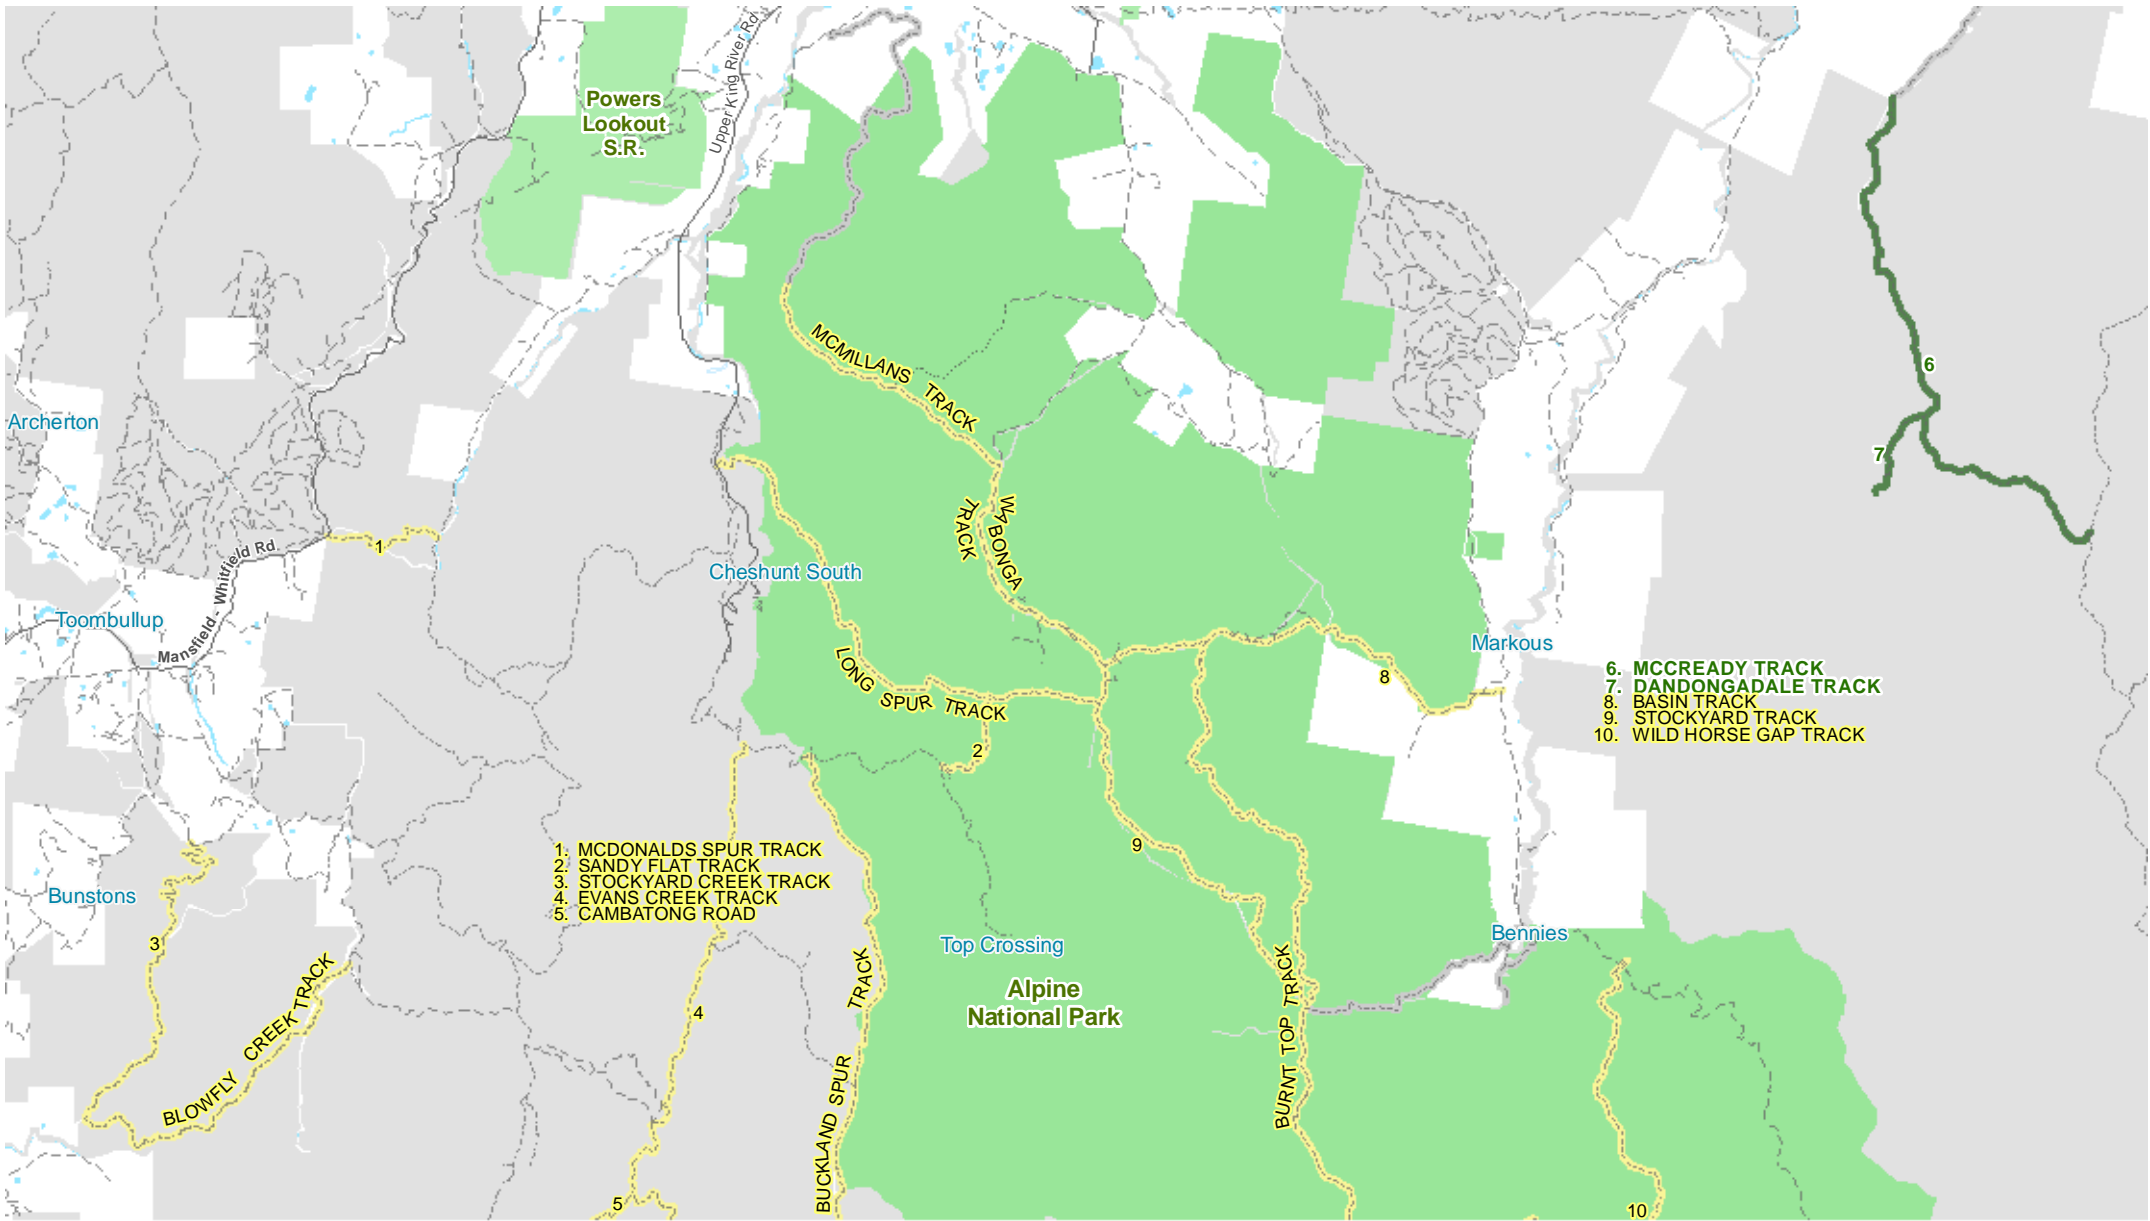 Upper King River Rd
Powers
Lookout
S.R.
MCMILLANS TRACK
6
Archerton
7
WABONGA
TRACK
1
Mansfield - Whitfield Rd
Cheshunt South
Toombullup
Markous
LONG SPUR TRACK
8
6. MCCREADY TRACK
7. DANDONGADALE TRACK
8. BASIN TRACK
9. STOCKYARD TRACK
10. WILD HORSE GAP TRACK
2
9
1. MCDONALDS SPUR TRACK
2. SANDY FLAT TRACK
3. STOCKYARD CREEK TRACK
4. EVANS CREEK TRACK
5. CAMBATONG ROAD
Bunstons
3
Top Crossing
Bennies
Alpine
National Park
4
BLOWFLY CREEK TRACK
BUCKLAND SPUR TRACK
BURNT TOP TRACK
5
10